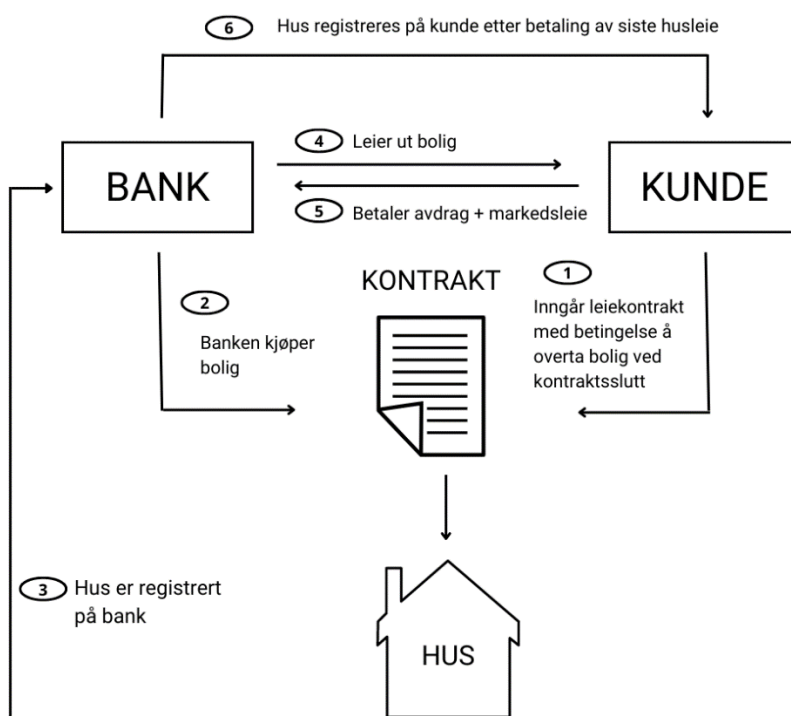 6 Hus registreres på kunde etter betaling av siste husleie
BANK
4 Leier ut bolig
5 Betaler avdrag + markedsleie
KUNDE
KONTRAKT
1
Inngår leiekontrakt
med betingelse å
overta bolig ved
kontraktsslutt
2
Banken kjøper
bolig
3 Hus er registrert
på bank
HUS